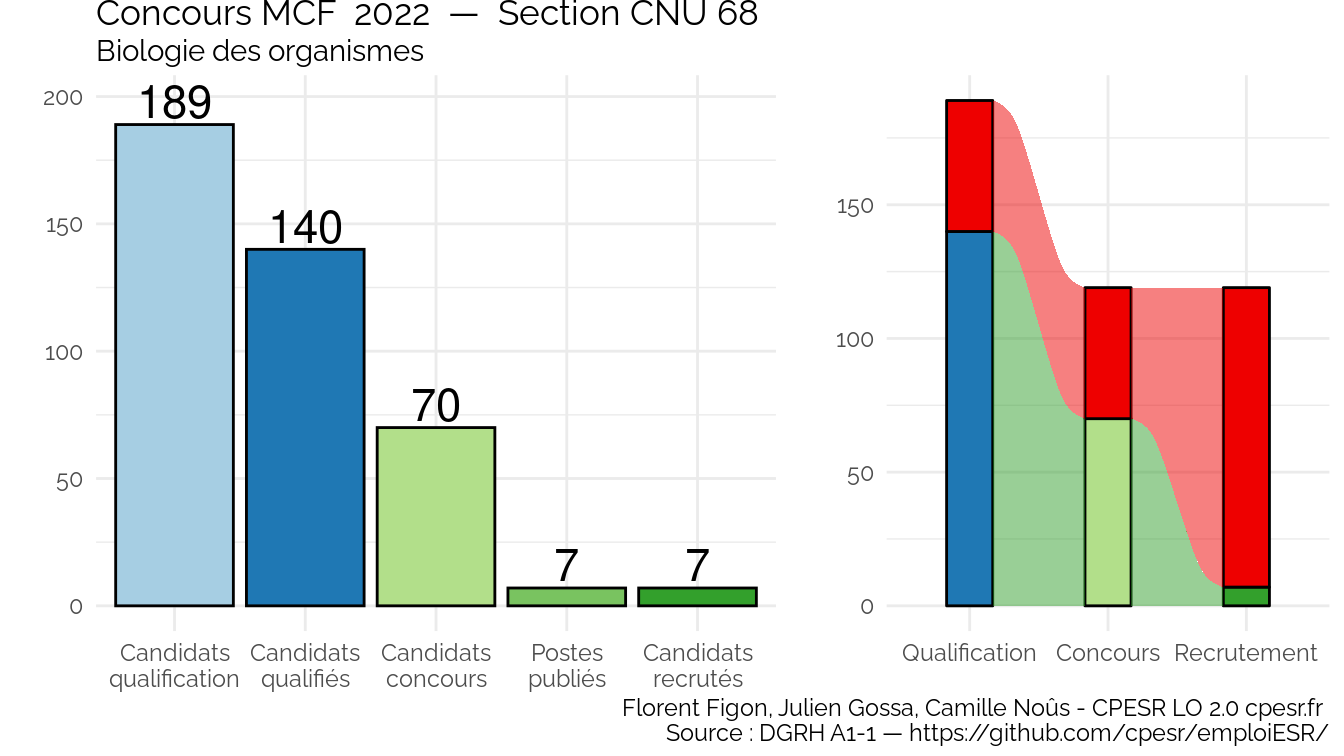 Concours MCF 2022 — Section CNU 68
Biologie des organismes
200
150
100
50
0
189
140
70
7
7
Candidats qualification
Candidats qualifiés
Candidats concours
Postes publiés
Candidats recrutés
150
100
50
0
Qualification
Concours
Recrutement
Florent Figon, Julien Gossa, Camille Noûs - CPESR LO 2.0 cpesr.fr
Source : DGRH A1-1 — https://github.com/cpesr/emploiESR/